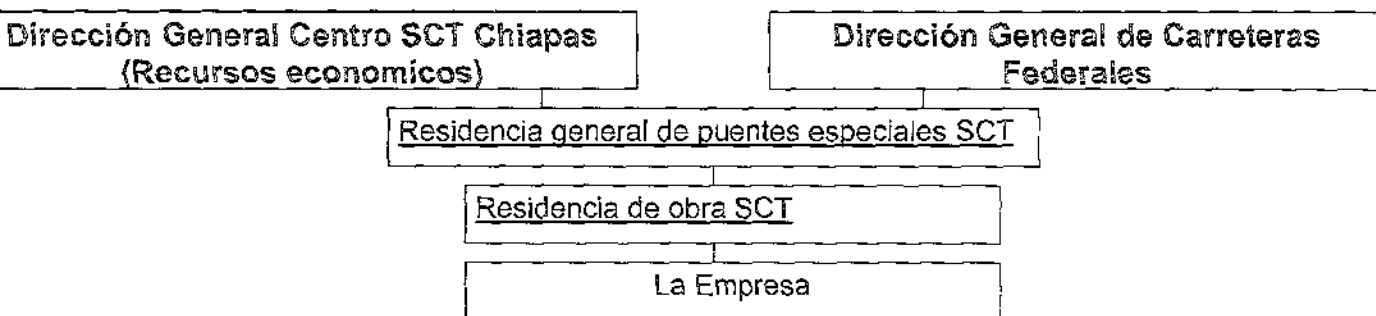 Dirección General Centro SCT Chiapas
(Recursos economicos)
Dirección General de Carreteras
Federales
Residencia general de puentes especiales SCT
Residencia de obra SCT
La Empresa